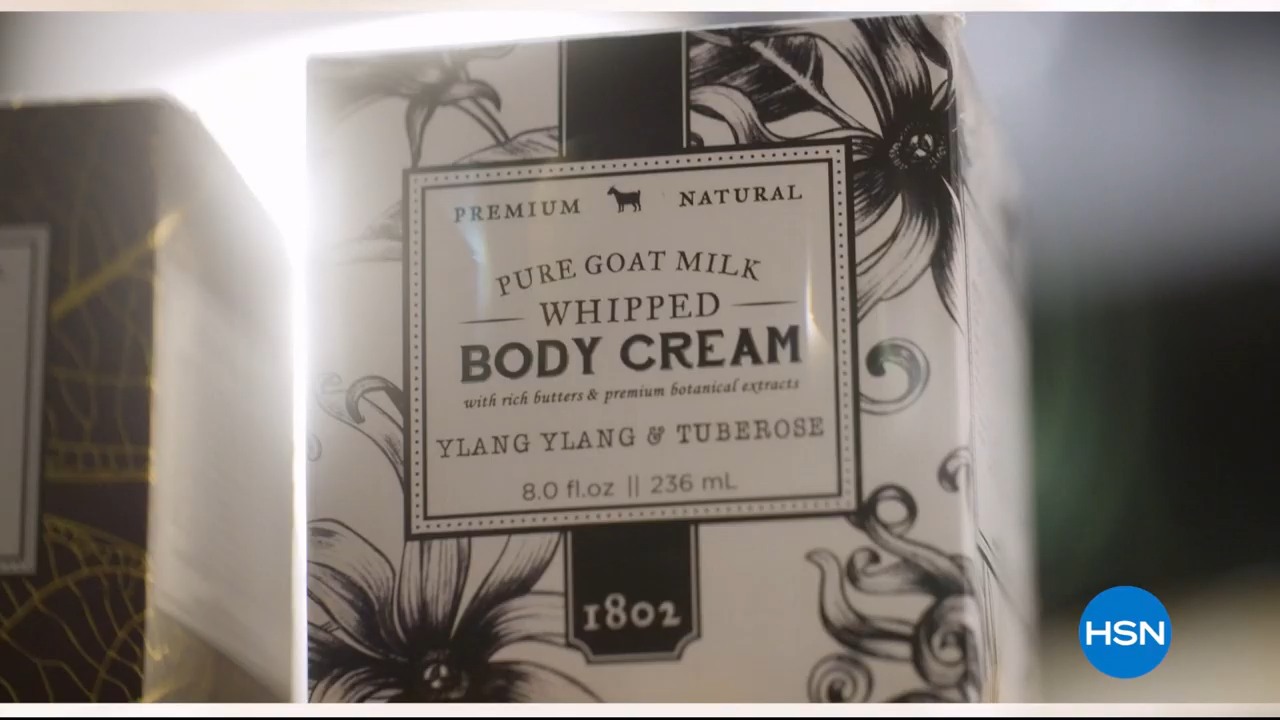 PREMIUM NATURAL
PURE GOAT MILK
WHIPPED
BODY CREAM
with rich butters & premium botanical extracts
YLANG YLANG & TUBEROSE
8.0 fl.oz || 236 mL
1802
HSN